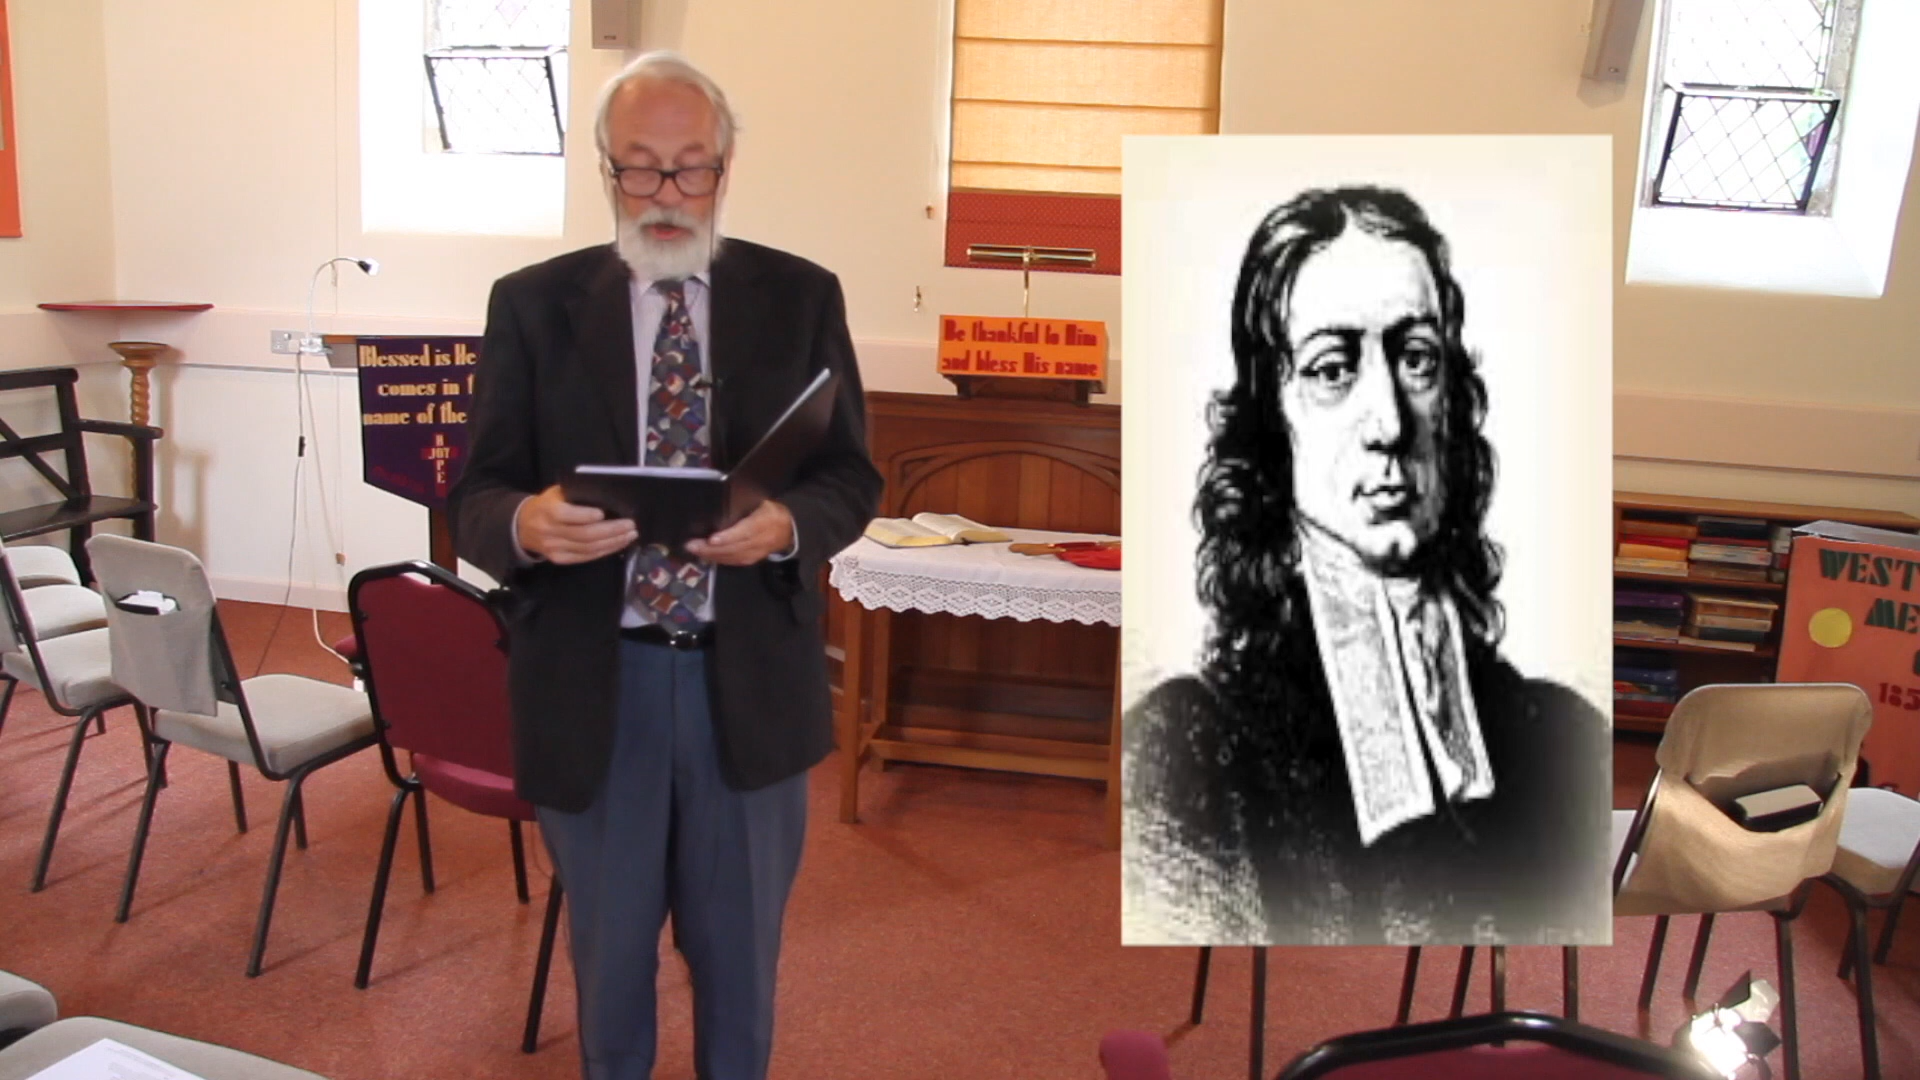 Blessed is He
comes in
name of the
H
JOY
P
E
Be thankful to Him
and bless His name
WEST
ME
185